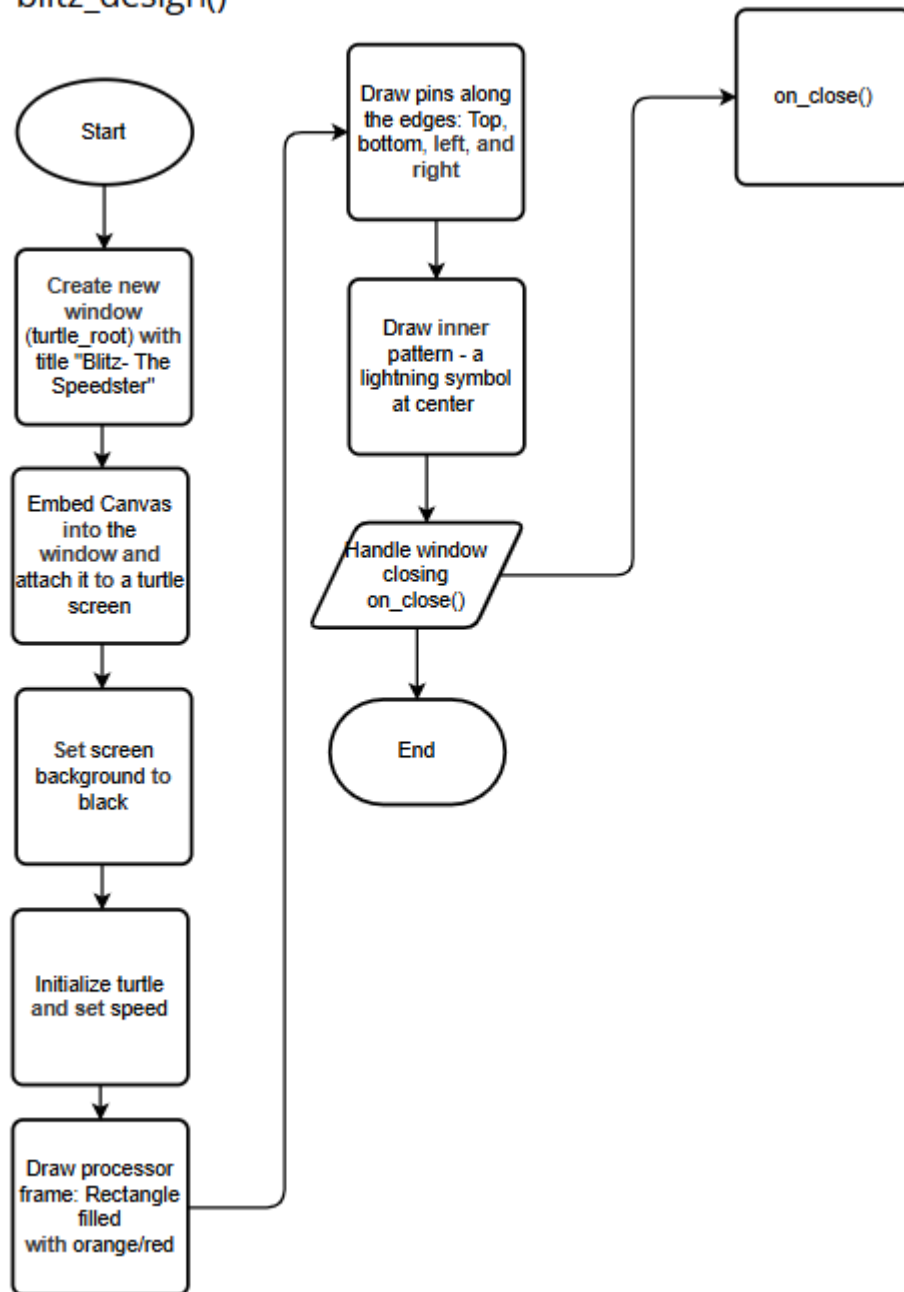 blitz_design()
Start
Create new
window
(turtle_root) with
title "Blitz- The
Speedster"
Embed Canvas
into the
window and
attach it to a turtle
screen
Set screen
background to
black
Initialize turtle
and set speed
Draw processor
frame: Rectangle
filled
with orange/red
Draw pins along
the edges: Top,
bottom, left, and
right
Draw inner
pattern - a
lightning symbol
at center
Handle window
closing
on_close()
End
on_close()